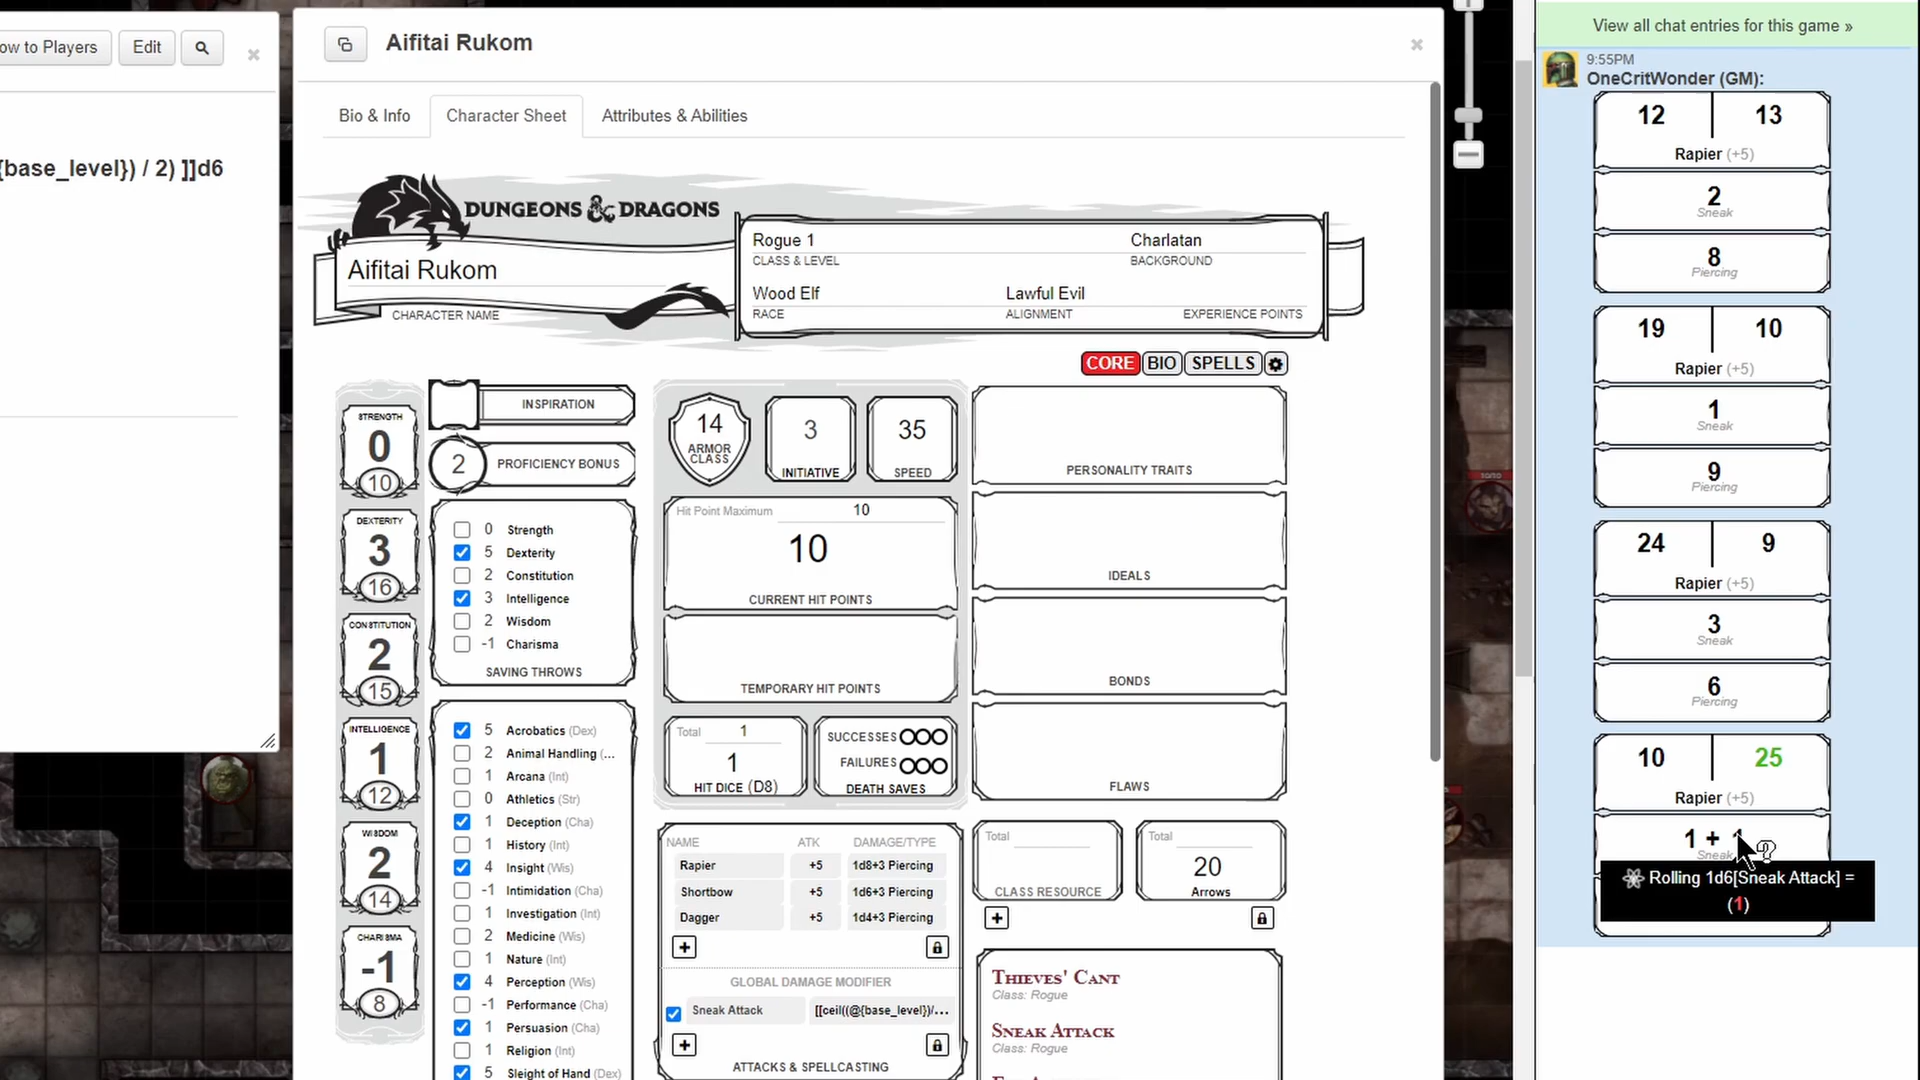 ow to Players
Edit
{base_level}) / 2) ]]d6
Aifitai Rukom
Bio & Info
Character Sheet
Attributes & Abilities
DUNGEONS & DRAGONS
Aifitai Rukom
CHARACTER NAME
Rogue 1
Charlatan
CLASS & LEVEL
BACKGROUND
Wood Elf
Lawful Evil
RACE
ALIGNMENT
EXPERIENCE POINTS
CORE
BIO
SPELLS
STRENGTH
0
10
DEXTERITY
3
16
CONSTITUTION
2
15
INTELLIGENCE
1
12
WISDOM
2
14
CHARISMA
-1
8
INSPIRATION
2
PROFICIENCY BONUS
0 Strength
5 Dexterity
2 Constitution
3 Intelligence
2 Wisdom
-1 Charisma
SAVING THROWS
5 Acrobatics (Dex)
2 Animal Handling (...
1 Arcana (Int)
0 Athletics (Str)
1 Deception (Cha)
1 History (Int)
4 Insight (Wis)
-1 Intimidation (Cha)
1 Investigation (Int)
2 Medicine (Wis)
1 Nature (Int)
4 Perception (Wis)
-1 Performance (Cha)
1 Persuasion (Cha)
1 Religion (Int)
5 Sleight of Hand (Dex)
14
ARMOR
CLASS
3
INITIATIVE
35
SPEED
Hit Point Maximum 10
10
CURRENT HIT POINTS
TEMPORARY HIT POINTS
Total 1
1
HIT DICE (D8)
SUCCESSES
FAILURES
DEATH SAVES
NAME ATK DAMAGE/TYPE
Rapier +5 1d8+3 Piercing
Shortbow +5 1d6+3 Piercing
Dagger +5 1d4+3 Piercing
GLOBAL DAMAGE MODIFIER
Sneak Attack [[ceil((@{base_level})/...
ATTACKS & SPELLCASTING
PERSONALITY TRAITS
IDEALS
BONDS
FLAWS
Total
CLASS RESOURCE
Total
20
Arrows
THIEVES' CANT
Class: Rogue
SNEAK ATTACK
Class: Rogue
View all chat entries for this game »
9:55PM
OneCritWonder (GM):
12 13
Rapier (+5)
2
Sneak
8
Piercing
19 10
Rapier (+5)
1
Sneak
9
Piercing
24 9
Rapier (+5)
3
Sneak
6
Piercing
10 25
Rapier (+5)
1 + 1
Sneak
Rolling 1d6[Sneak Attack] =
(1)